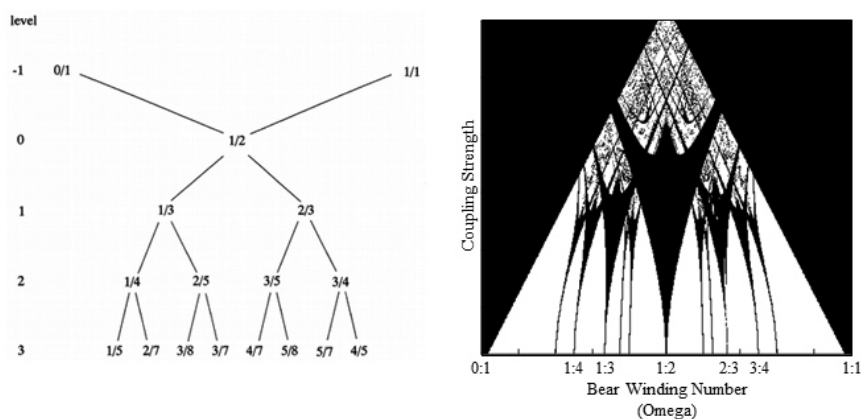 level
-1 0/1 1/1
0 1/2
1 1/3 2/3
2 1/4 2/5 3/5 3/4
3 1/5 2/7 3/8 3/7 4/7 5/8 5/7 4/5
Coupling Strength
0:1 1:4 1:3 1:2 2:3 3:4 1:1
Bear Winding Number
(Omega)